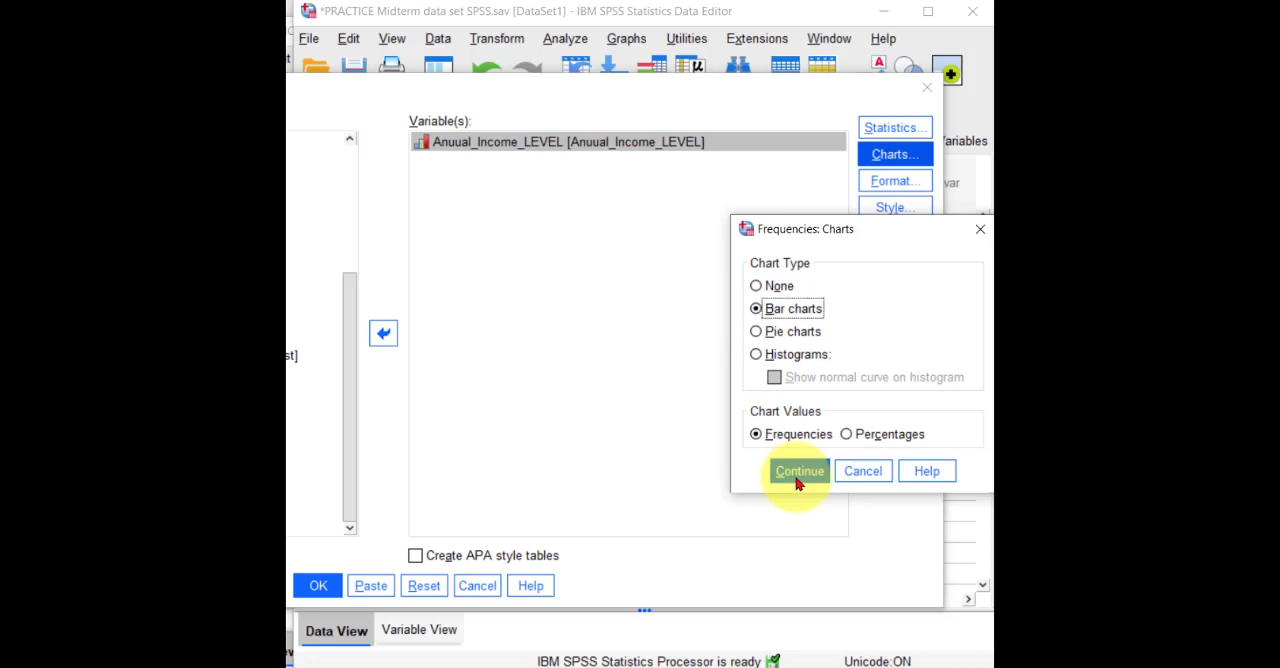 *PRACTICE Midterm data set SPSS.sav [DataSet1] - IBM SPSS Statistics Data Editor
File Edit View Data Transform Analyze Graphs Utilities Extensions Window Help
Variable(s):
Anuual_Income_LEVEL [Anuual_Income_LEVEL]
Statistics...
Charts...
Format...
Style...
ariables
var
Frequencies: Charts
Chart Type
None
Bar charts
Pie charts
Histograms:
Show normal curve on histogram
Chart Values
Frequencies Percentages
Continue Cancel Help
st]
Create APA style tables
OK Paste Reset Cancel Help
Data View Variable View
IBM SPSS Statistics Processor is ready Unicode:ON